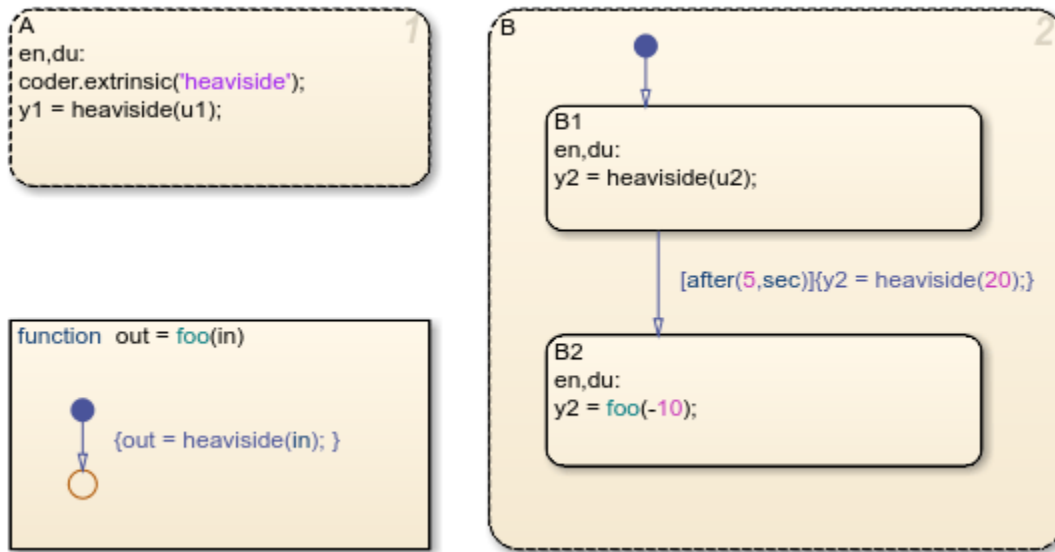 A
1
en,du:
coder.extrinsic('heaviside');
y1 = heaviside(u1);
function out = foo(in)
{out = heaviside(in); }
B
2
B1
en,du:
y2 = heaviside(u2);
[after(5,sec)]{y2 = heaviside(20);}
B2
en,du:
y2 = foo(-10);